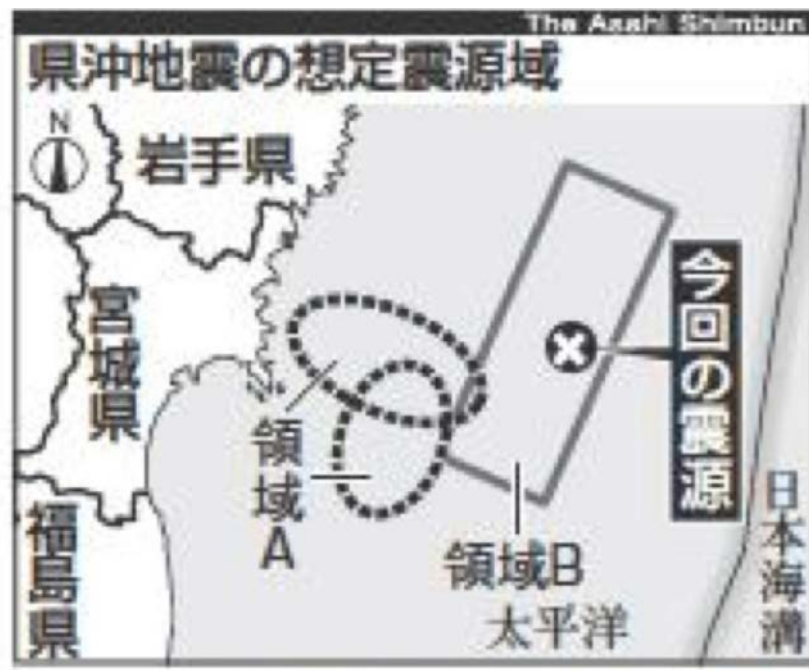 The Asahi Shimbun
県沖地震の想定震源域
N
岩手県
宮城県
福島県
領域A
領域B
今回の震源
太平洋
日本海溝